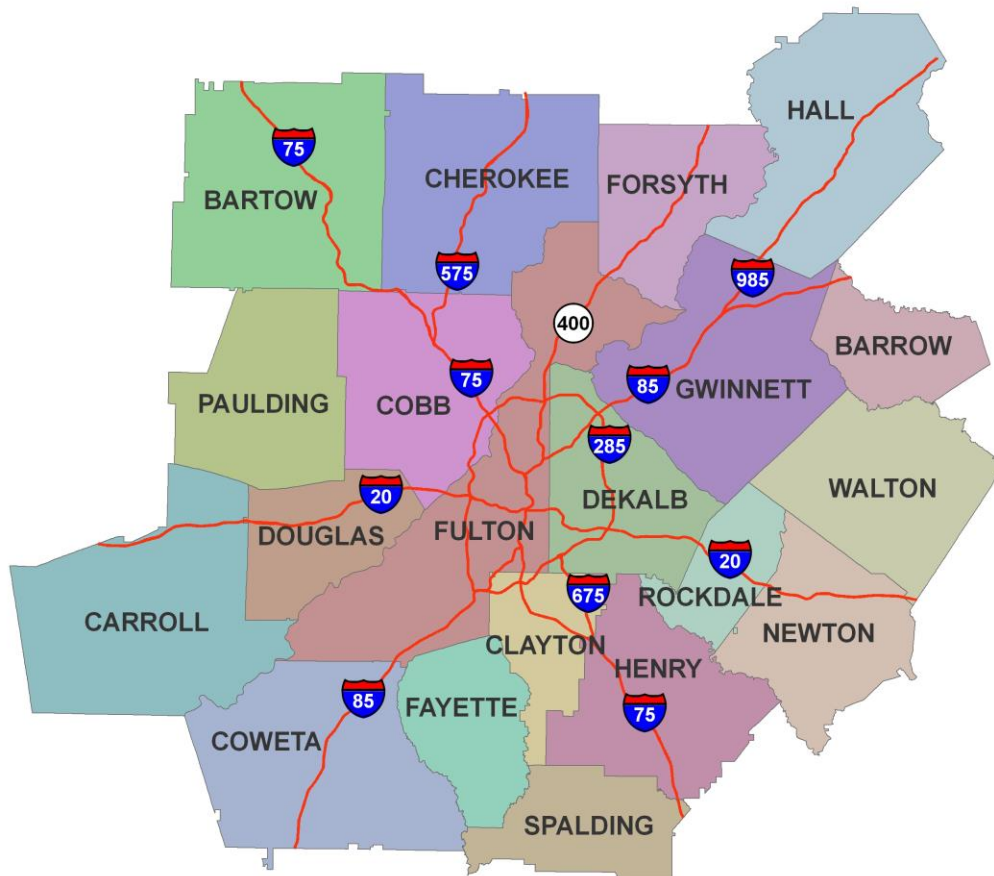 HALL
75
CHEROKEE
FORSYTH
BARTOW
575
985
400
BARROW
75
85
GWINNETT
PAULDING
COBB
285
20
DEKALB
WALTON
DOUGLAS
FULTON
20
675
ROCKDALE
CARROLL
CLAYTON
NEWTON
HENRY
85
FAYETTE
75
COWETA
SPALDING